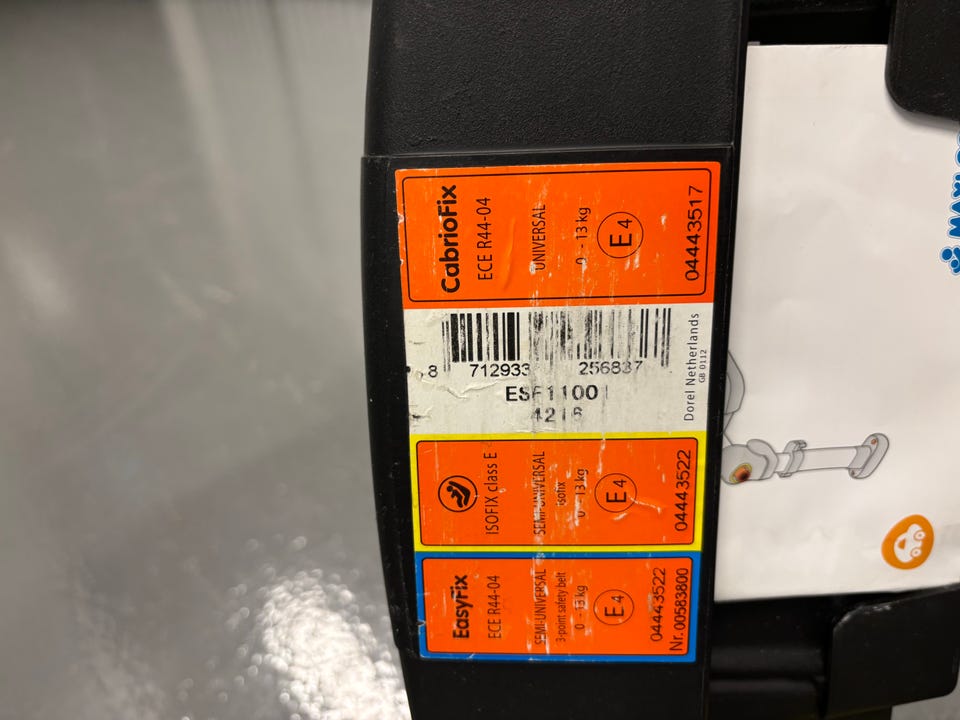 CabrioFix
ECE R44-04
UNIVERSAL
0 - 13 kg
E4
04443517
8 712933 256837
ESF1100
4218
Dorel Netherlands
GB 0112
ISOFIX class E
SEMI-UNIVERSAL
isofix
0 - 13 kg
E4
04443522
EasyFix
ECE R44-04
SEMI-UNIVERSAL
3-point safety belt
0 - 13 kg
E4
04443522
Nr. 00583800